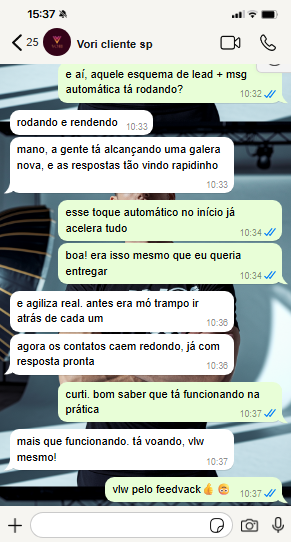 15:37
25
Vori cliente sp
e aí, aquele esquema de lead + msg
automática tá rodando?
10:32
rodando e rendendo
10:33
mano, a gente tá alcançando uma galera
nova, e as respostas tão vindo rapidinho
10:33
esse toque automático no início já
acelera tudo
10:34
boa! era isso mesmo que eu queria
entregar
10:34
e agiliza real. antes era mó trampo ir
atrás de cada um
10:36
agora os contatos caem redondo, já com
resposta pronta
10:36
curti. bom saber que tá funcionando na
prática
10:37
mais que funcionando. tá voando, vlw
mesmo!
10:37
vlw pelo feedvack👍🤗
10:37